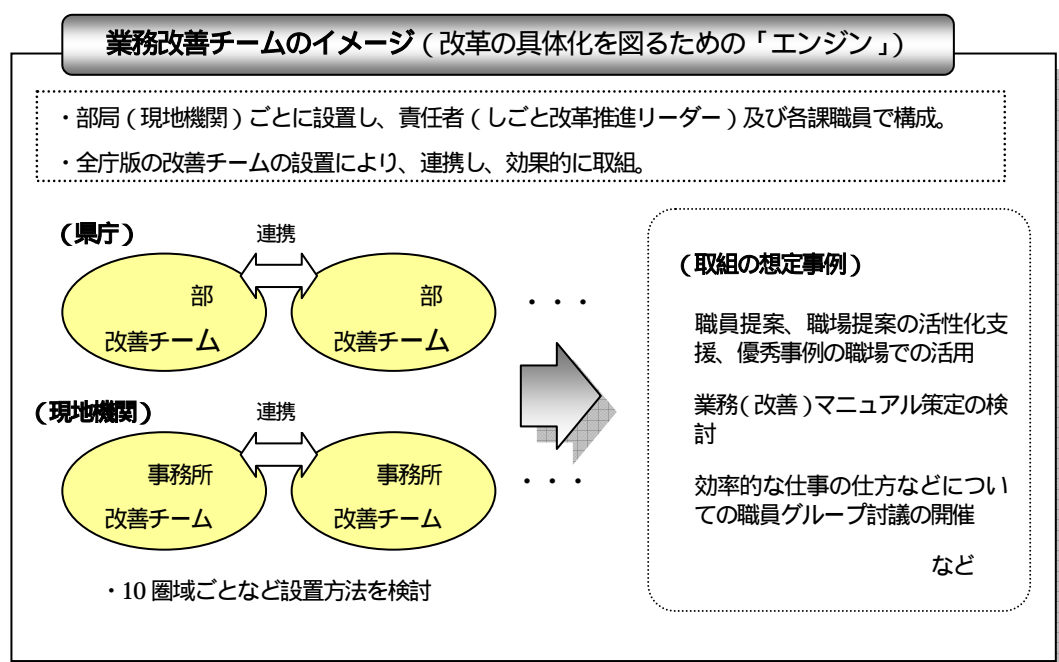 業務改善チームのイメージ(改革の具体化を図るための「エンジン」)
・部局(現地機関)ごとに設置し、責任者(しごと改革推進リーダー)及び各課職員で構成。
・全庁版の改善チームの設置により、連携し、効果的に取組。
(県庁)
連携
部
改善チーム
部
改善チーム
・・・
(現地機関)
連携
事務所
改善チーム
事務所
改善チーム
・・・
・10 圏域ごとなど設置方法を検討
(取組の想定事例)
職員提案、職場提案の活性化支
援、優秀事例の職場での活用
業務(改善)マニュアル策定の検
討
効率的な仕事の仕方などについ
ての職員グループ討議の開催
など